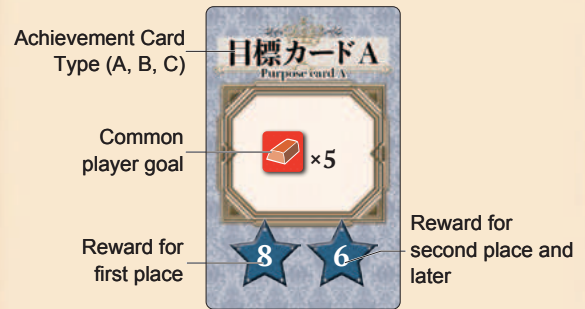 Achievement Card
Type (A, B, C)
目標カードA
Purpose card A
Common
player goal
×5
Reward for
first place
8
6
Reward for
second place and
later